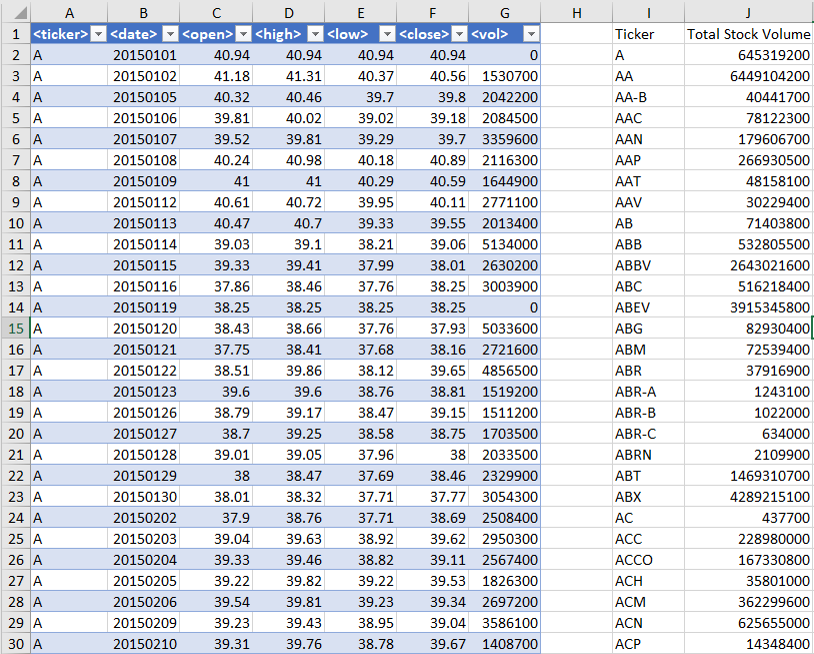 A B C D E F G H I J
1 <ticker> <date> <open> <high> <low> <close> <vol> Ticker Total Stock Volume
2 A 20150101 40.94 40.94 40.94 40.94 0 A 645319200
3 A 20150102 41.18 41.31 40.37 40.56 1530700 AA 6449104200
4 A 20150105 40.32 40.46 39.7 39.8 2042200 AA-B 40441700
5 A 20150106 39.81 40.02 39.02 39.18 2084500 AAC 78122300
6 A 20150107 39.52 39.81 39.29 39.7 3359600 AAN 179606700
7 A 20150108 40.24 40.98 40.18 40.89 2116300 AAP 266930500
8 A 20150109 41 41 40.29 40.59 1644900 AAT 48158100
9 A 20150112 40.61 40.72 39.95 40.11 2771100 AAV 30229400
10 A 20150113 40.47 40.7 39.33 39.55 2013400 AB 71403800
11 A 20150114 39.03 39.1 38.21 39.06 5134000 ABB 532805500
12 A 20150115 39.33 39.41 37.99 38.01 2630200 ABBV 2643021600
13 A 20150116 37.86 38.46 37.76 38.25 3003900 ABC 516218400
14 A 20150119 38.25 38.25 38.25 38.25 0 ABEV 3915345800
15 A 20150120 38.43 38.66 37.76 37.93 5033600 ABG 82930400
16 A 20150121 37.75 38.41 37.68 38.16 2721600 ABM 72539400
17 A 20150122 38.51 39.86 38.12 39.65 4856500 ABR 37916900
18 A 20150123 39.6 39.6 38.76 38.81 1519200 ABR-A 1243100
19 A 20150126 38.79 39.17 38.47 39.15 1511200 ABR-B 1022000
20 A 20150127 38.7 39.25 38.58 38.75 1703500 ABR-C 634000
21 A 20150128 39.01 39.05 37.96 38 2033500 ABRN 2109900
22 A 20150129 38 38.47 37.69 38.46 2329900 ABT 1469310700
23 A 20150130 38.01 38.32 37.71 37.77 3054300 ABX 4289215100
24 A 20150202 37.9 38.76 37.71 38.69 2508400 AC 437700
25 A 20150203 39.04 39.63 38.92 39.62 2950300 ACC 228980000
26 A 20150204 39.33 39.46 38.82 39.11 2567400 ACCO 167330800
27 A 20150205 39.22 39.82 39.22 39.53 1826300 ACH 35801000
28 A 20150206 39.54 39.81 39.23 39.34 2697200 ACM 362299600
29 A 20150209 39.23 39.43 38.95 39.04 3586100 ACN 625655000
30 A 20150210 39.31 39.76 38.78 39.67 1408700 ACP 14348400